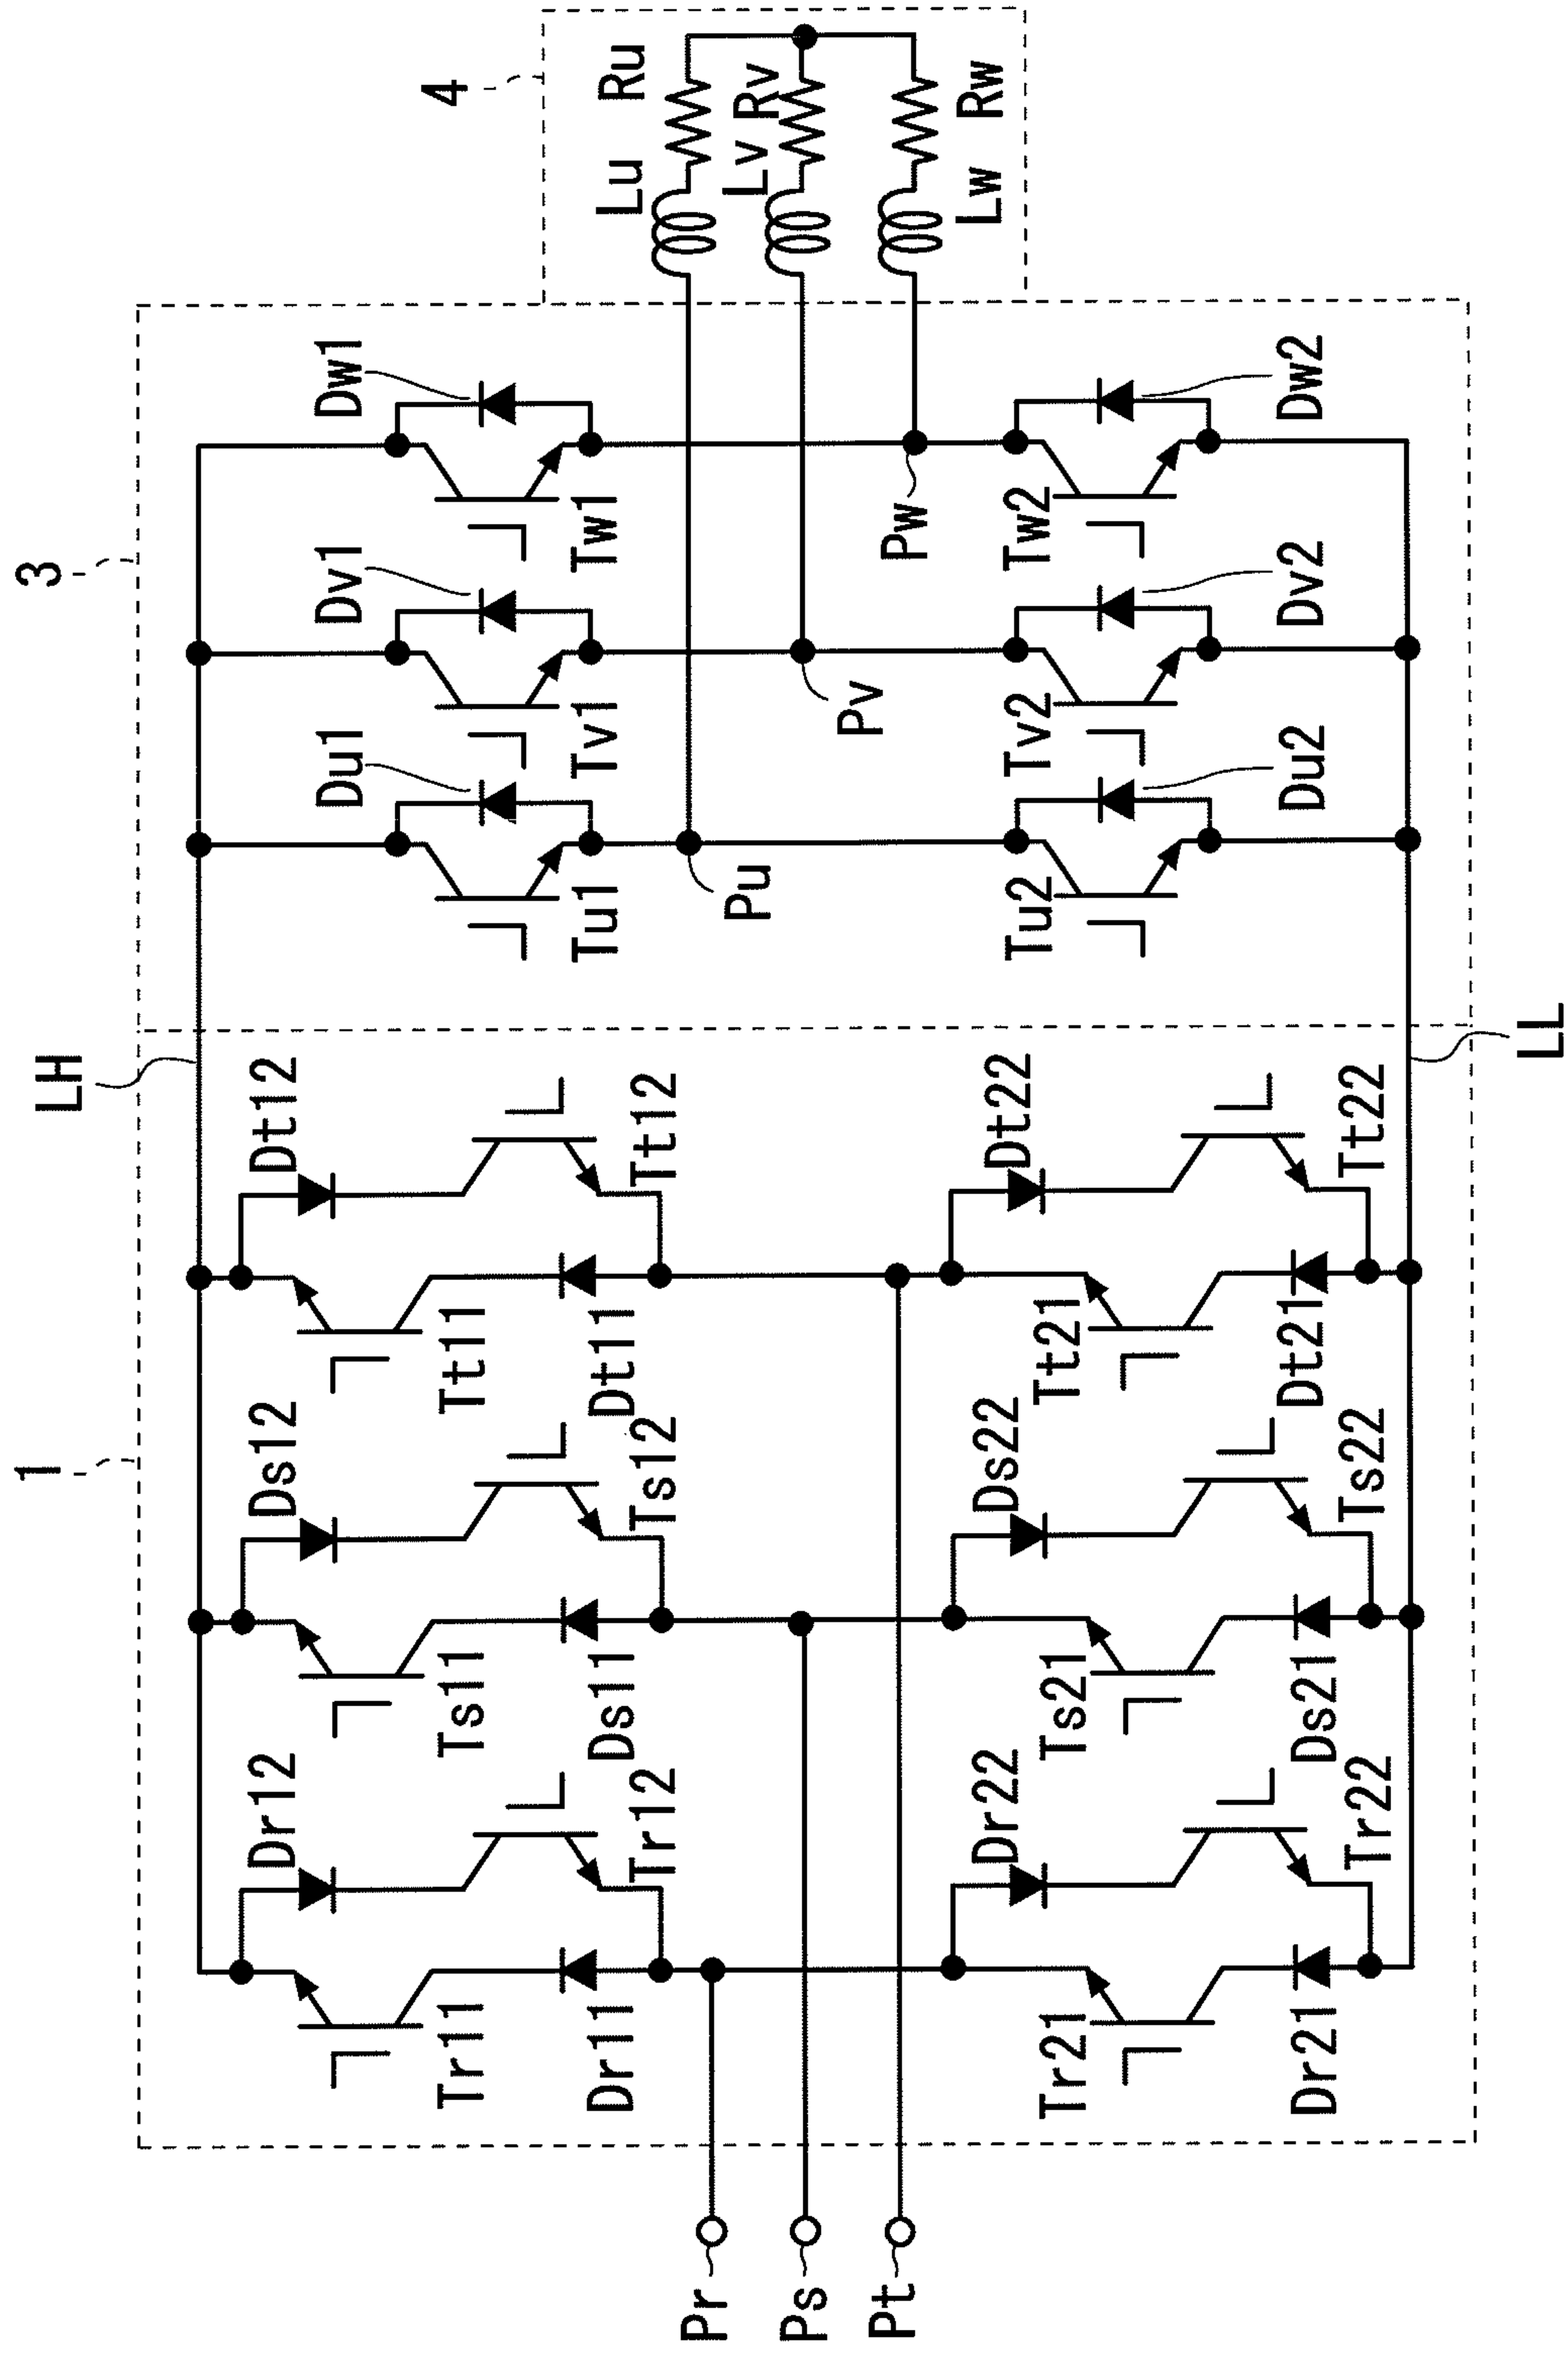 1
3
4
LH
Dr12
Ds12
Dt12
Du1
Dv1
Dw1
Tr11
Ts11
Tt11
Dr11
Ds11
Dt11
Tr12
Ts12
Tt12
Tu1
Tv1
Tw1
Lu
Ru
Lv
Rv
Lw
Rw
Pr
Ps
Pt
Pu
Pv
Pw
Dr22
Ds22
Dt22
Tr21
Ts21
Tt21
Tu2
Tv2
Tw2
Dr21
Ds21
Dt21
Tr22
Ts22
Tt22
Du2
Dv2
Dw2
LL